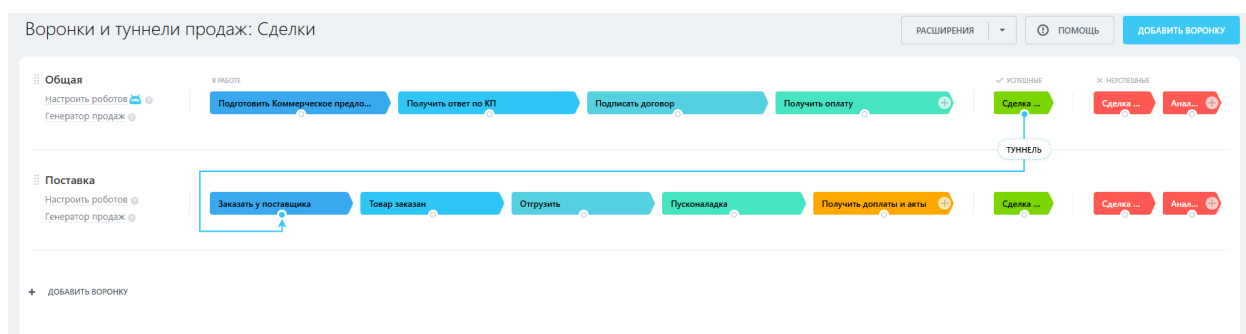 Воронки и туннели продаж: Сделки
РАСШИРЕНИЯ
ПОМОЩЬ
ДОБАВИТЬ ВОРОНКУ
Общая
Настроить роботов
Генератор продаж
В РАБОТЕ
УСПЕШНЫЕ
НЕУСПЕШНЫЕ
Подготовить Коммерческое предло...
Получить ответ по КП
Подписать договор
Получить оплату
Сделка ...
Сделка ...
Анал...
ТУННЕЛЬ
Поставка
Настроить роботов
Генератор продаж
Заказать у поставщика
Товар заказан
Отгрузить
Пусконаладка
Получить доплаты и акты
Сделка ...
Сделка ...
Анал...
+ ДОБАВИТЬ ВОРОНКУ